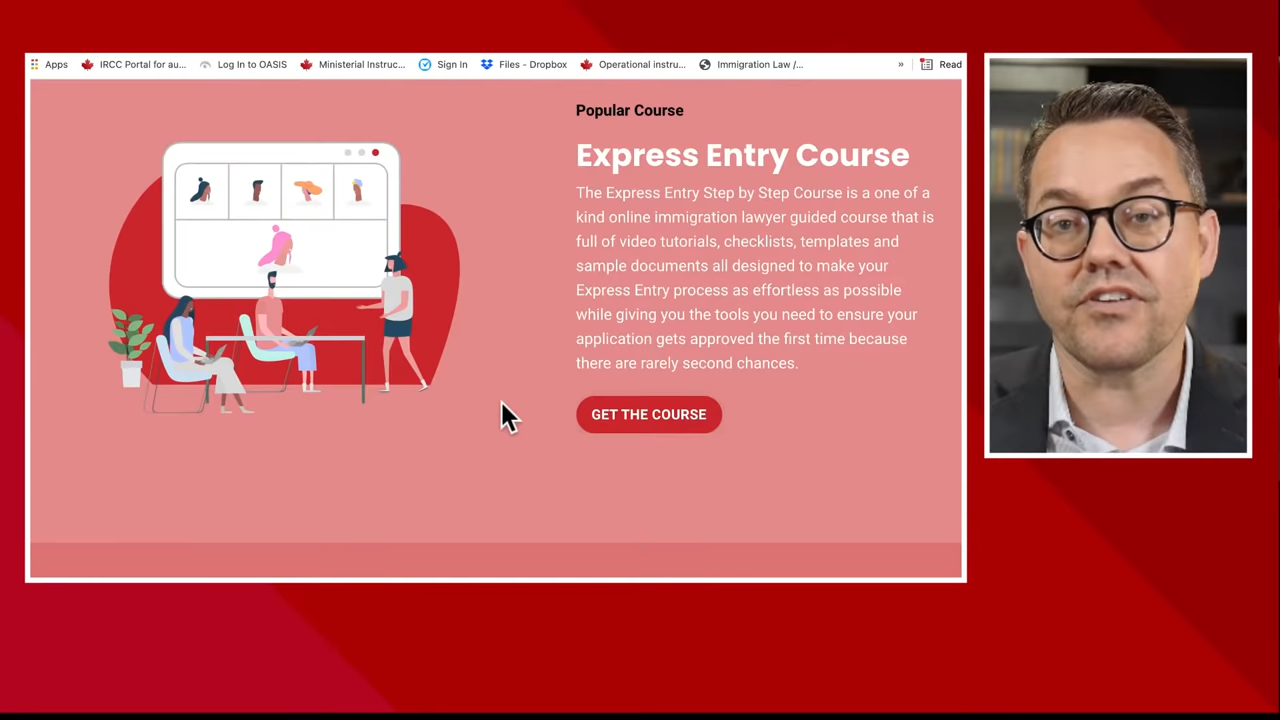 Apps IRCC Portal for au... Log In to OASIS Ministerial Instruc... Sign In Files - Dropbox Operational instru... Immigration Law /... » Read
Popular Course
Express Entry Course
The Express Entry Step by Step Course is a one of a
kind online immigration lawyer guided course that is
full of video tutorials, checklists, templates and
sample documents all designed to make your
Express Entry process as effortless as possible
while giving you the tools you need to ensure your
application gets approved the first time because
there are rarely second chances.
GET THE COURSE